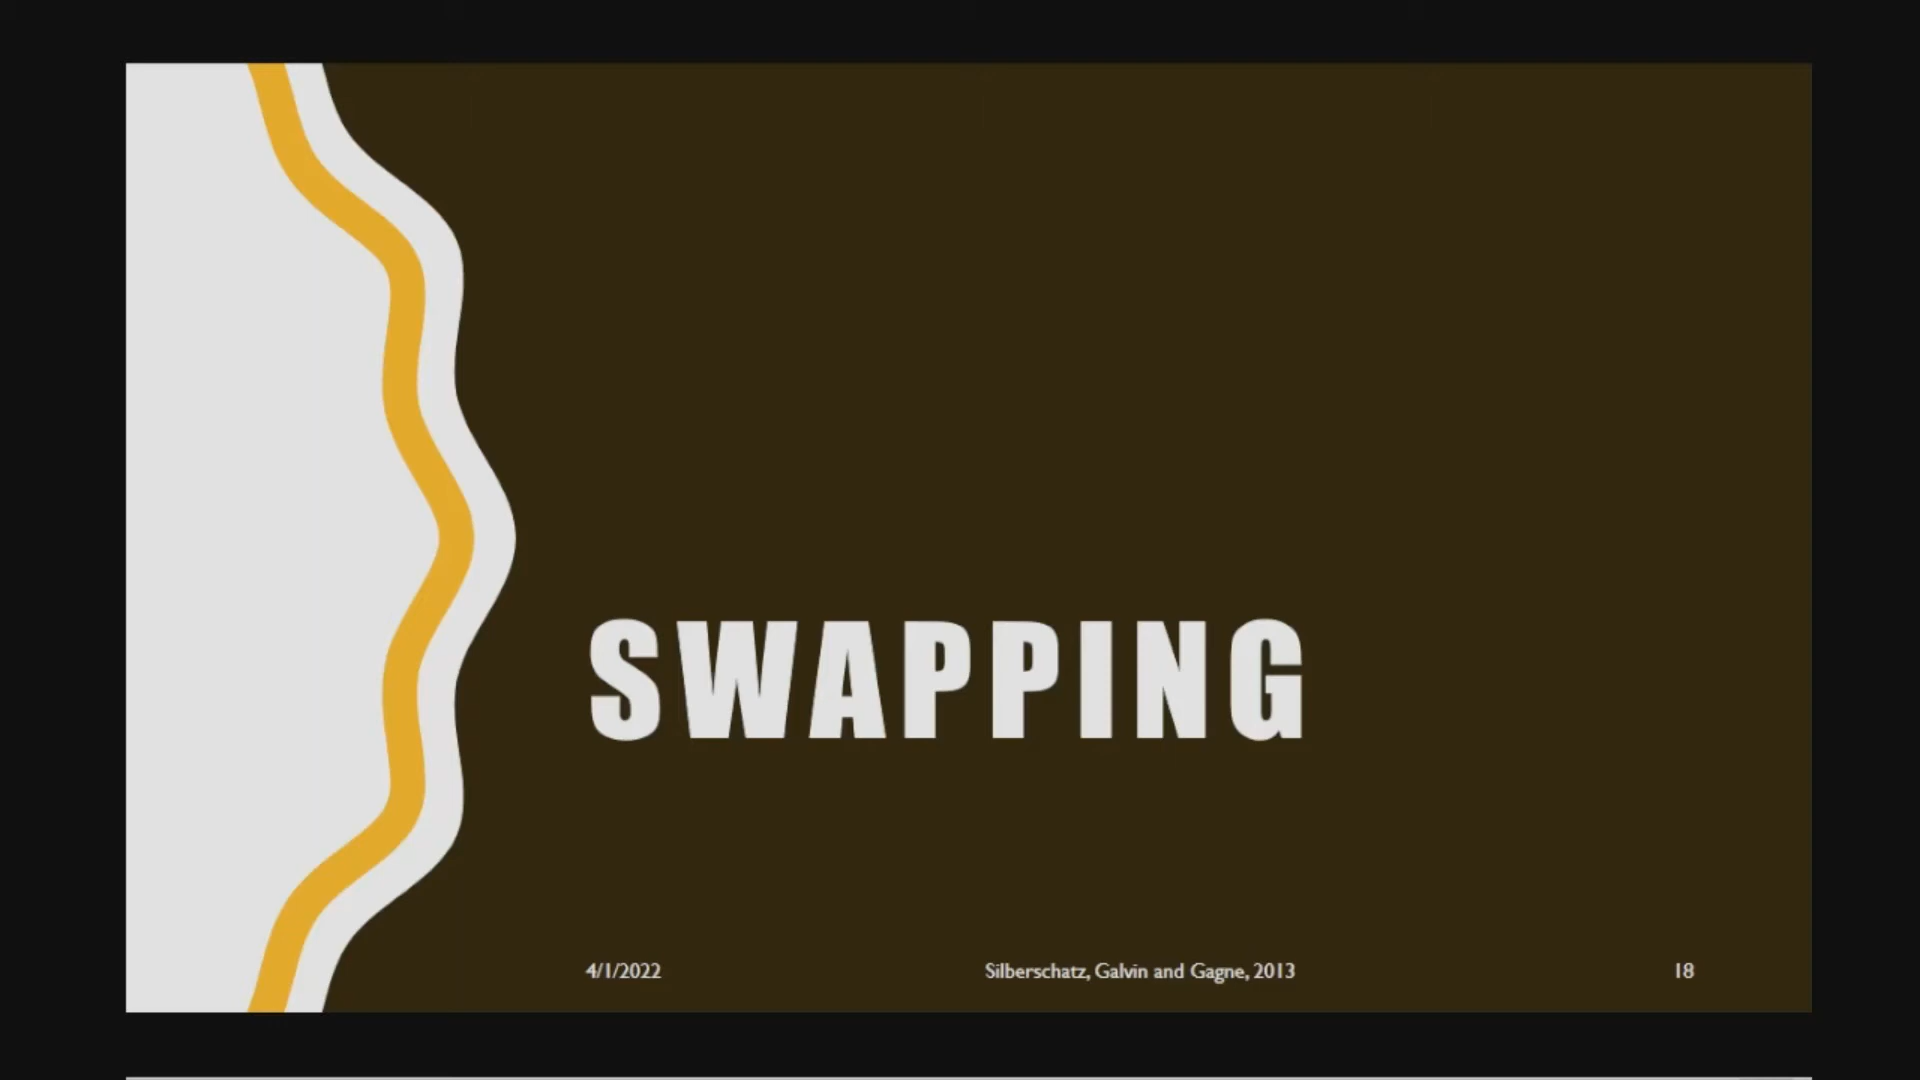 SWAPPING
4/1/2022
Silberschatz, Galvin and Gagne, 2013
18